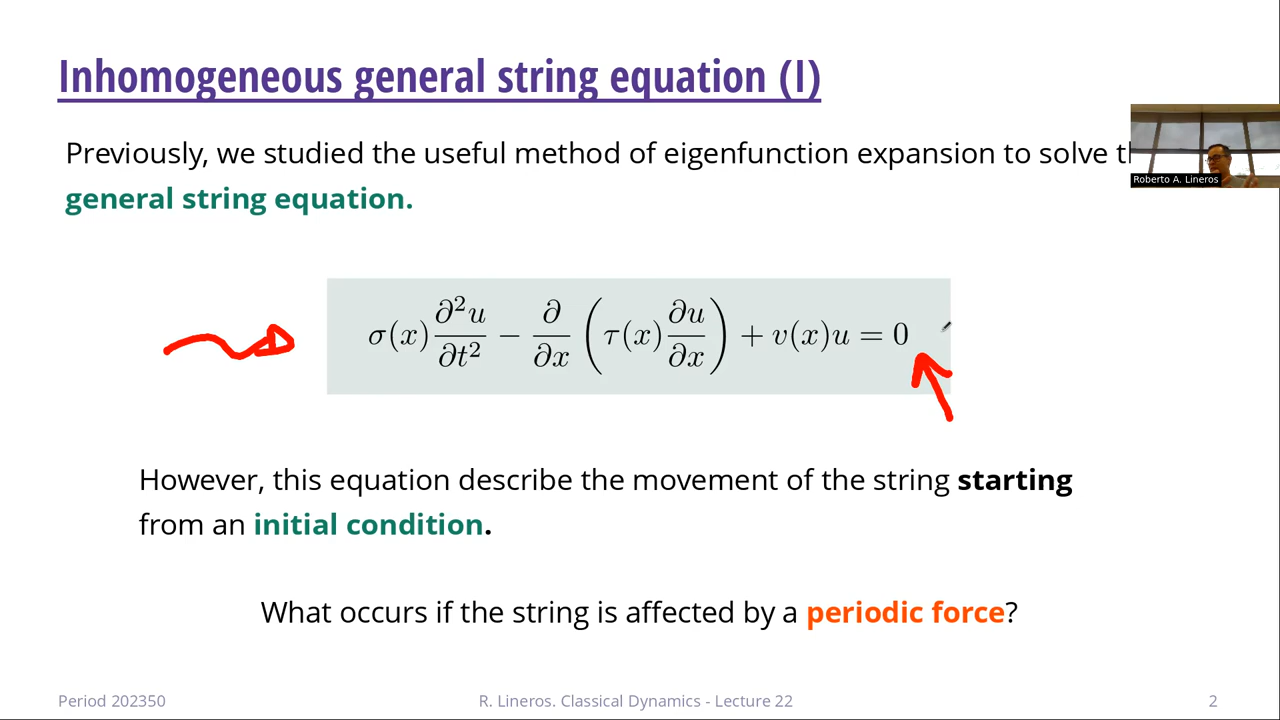 Inhomogeneous general string equation (I)
Previously, we studied the useful method of eigenfunction expansion to solve
general string equation.
Roberto A. Lineros
σ(x) ∂²u/∂t² − ∂/∂x (τ(x) ∂u/∂x) + v(x)u = 0
However, this equation describe the movement of the string starting
from an initial condition.
What occurs if the string is affected by a periodic force?
Period 202350
R. Lineros. Classical Dynamics - Lecture 22
2